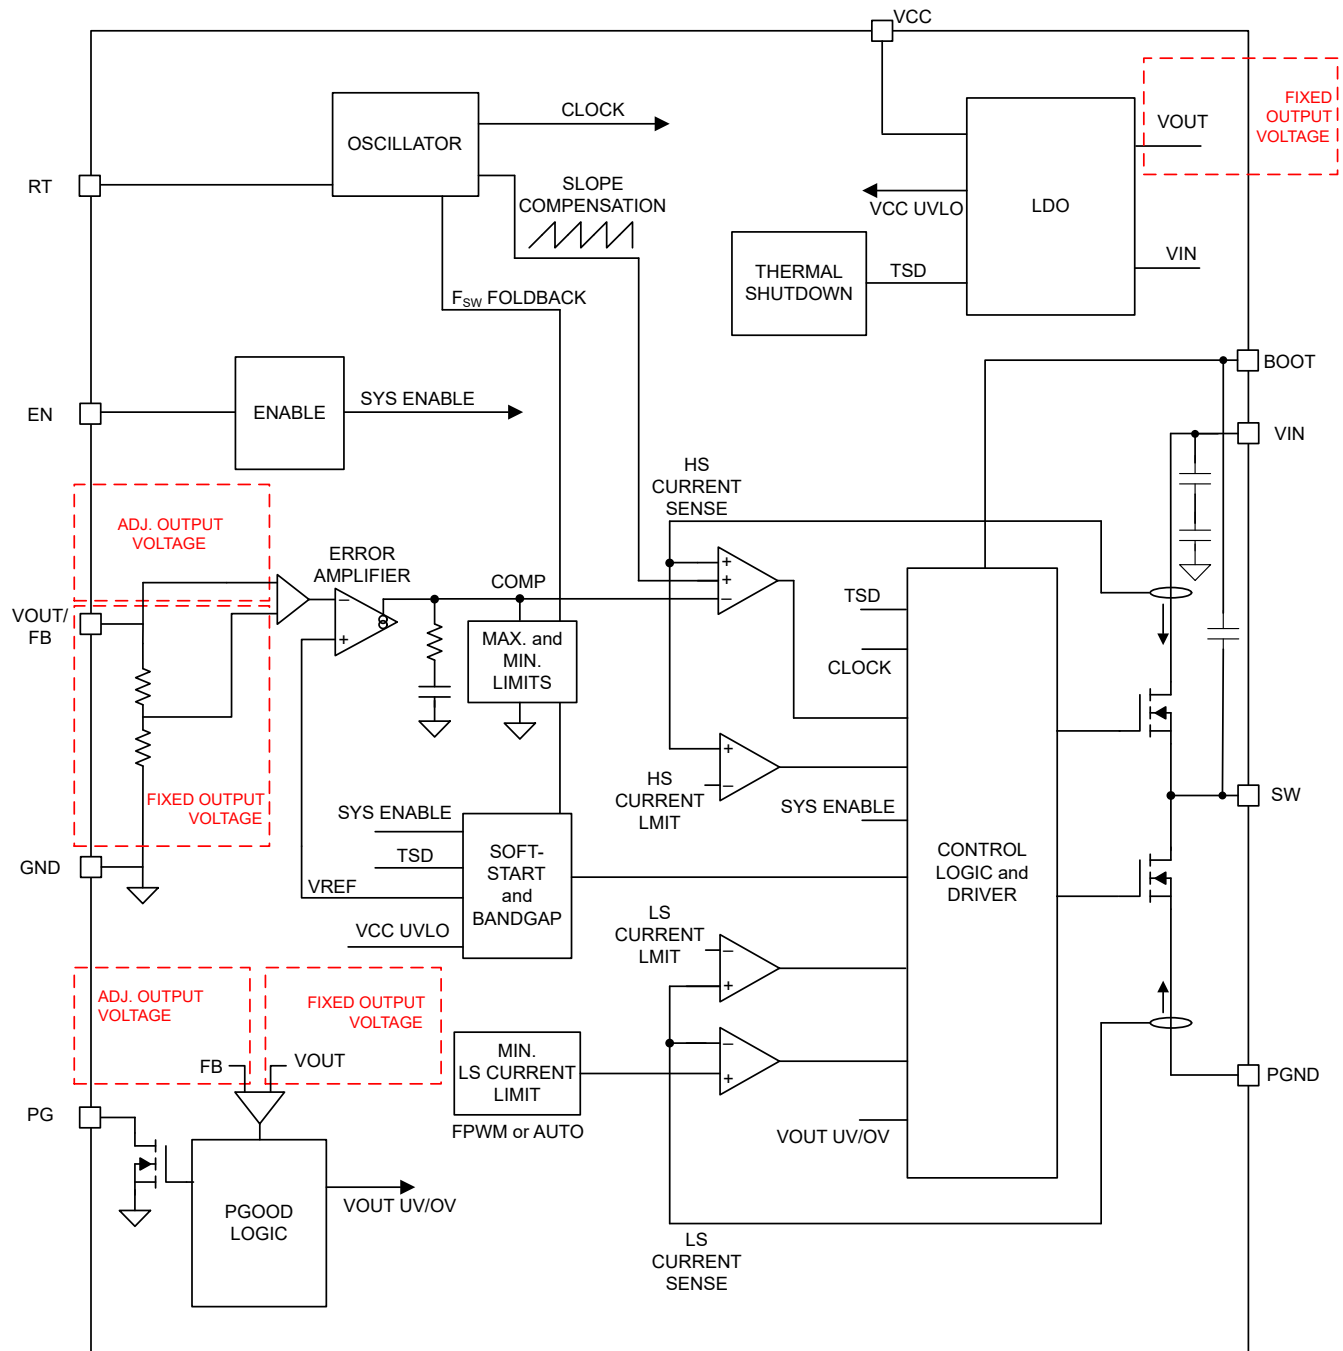 VCC
FIXED
OUTPUT
VOLTAGE
VOUT
CLOCK
OSCILLATOR
RT
SLOPE
COMPENSATION
VCC UVLO
LDO
VIN
THERMAL
SHUTDOWN
TSD
FSW FOLDBACK
BOOT
EN
ENABLE
SYS ENABLE
VIN
HS
CURRENT
SENSE
ADJ. OUTPUT
VOLTAGE
ERROR
AMPLIFIER
COMP
+
+
−
−
+
VOUT/
FB
MAX. and
MIN.
LIMITS
TSD
CLOCK
+
−
HS
CURRENT
LMIT
SYS ENABLE
SW
FIXED OUTPUT
VOLTAGE
SYS ENABLE
TSD
VREF
VCC UVLO
SOFT-
START
and
BANDGAP
GND
CONTROL
LOGIC and
DRIVER
LS
CURRENT
LMIT
−
+
ADJ. OUTPUT
VOLTAGE
FIXED OUTPUT
VOLTAGE
FB
VOUT
MIN.
LS CURRENT
LIMIT
FPWM or AUTO
−
+
PGND
PG
VOUT UV/OV
PGOOD
LOGIC
VOUT UV/OV
LS
CURRENT
SENSE